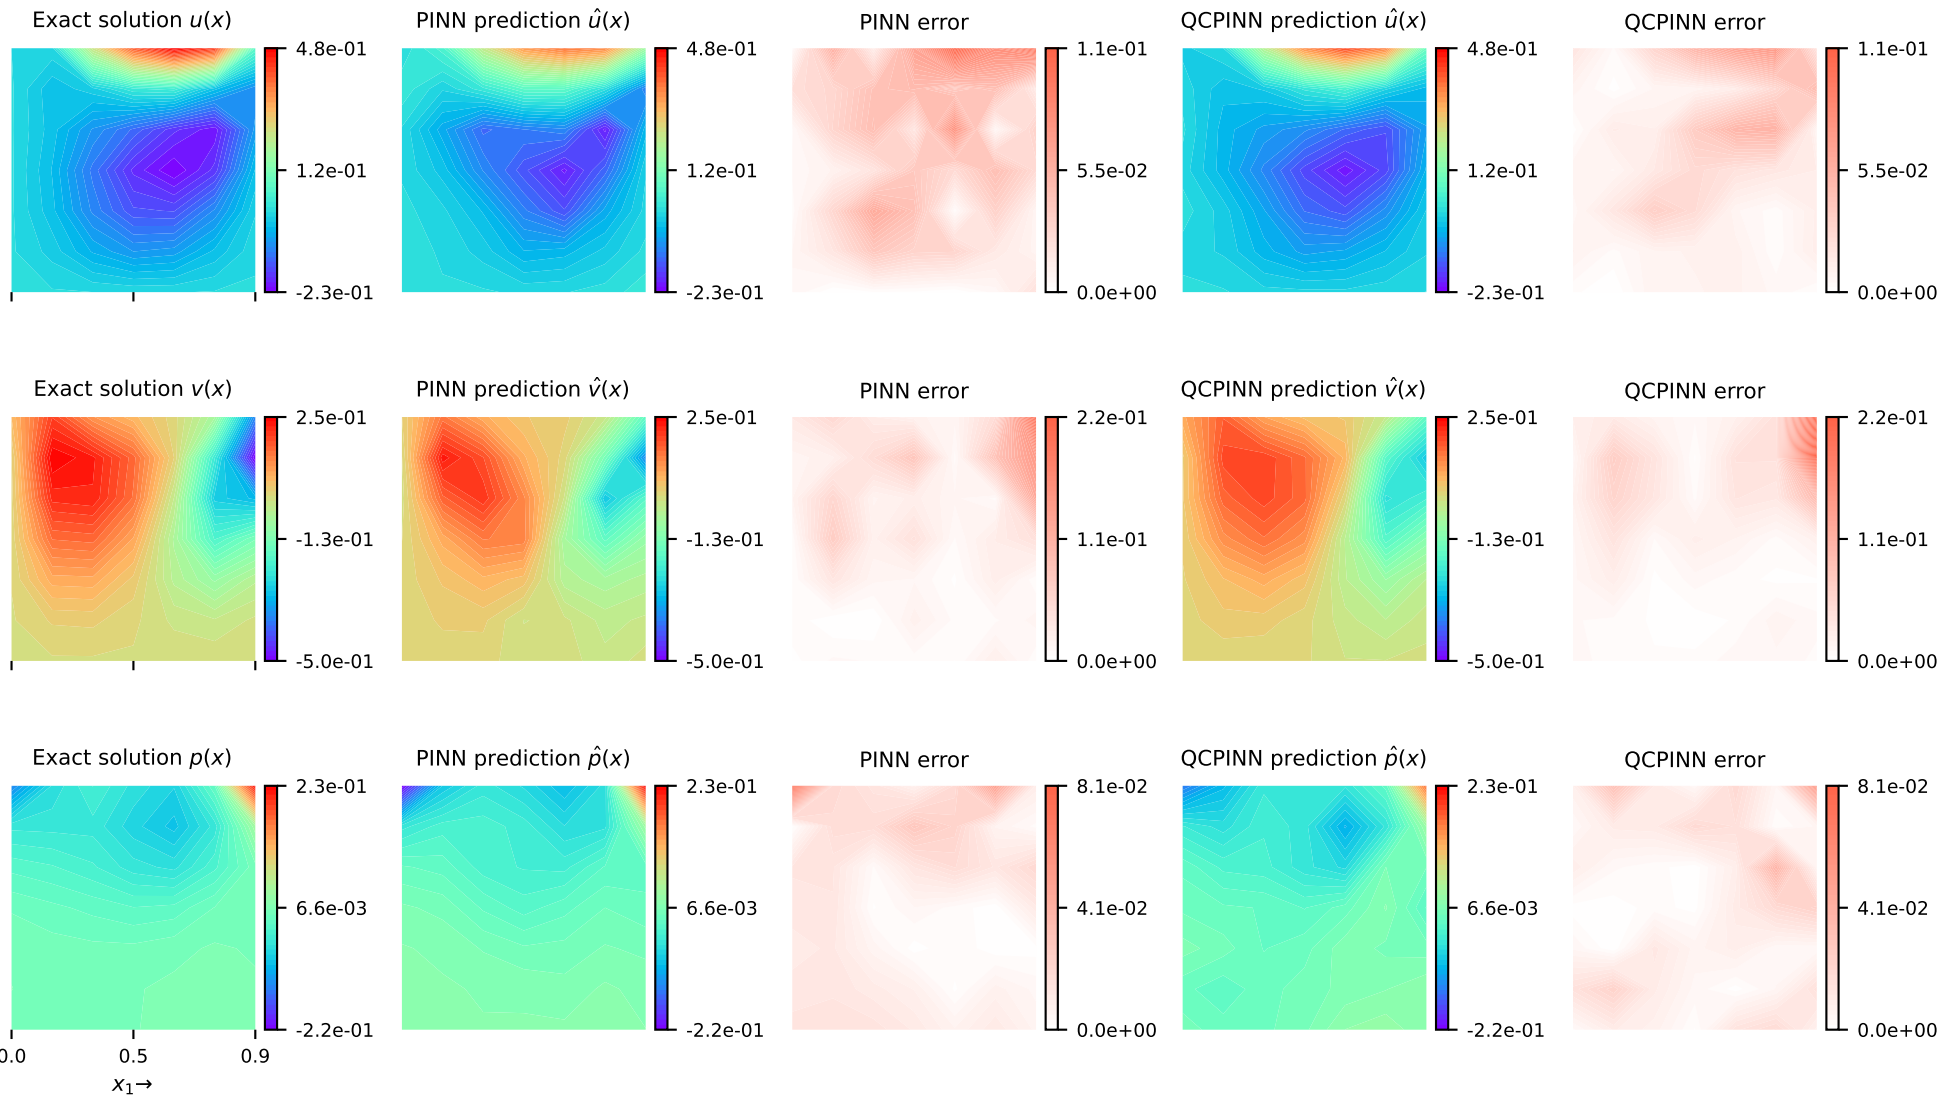 Exact solution u(x)
PINN prediction û(x)
PINN error
QCPINN prediction û(x)
QCPINN error
4.8e-01
1.2e-01
-2.3e-01
4.8e-01
1.2e-01
-2.3e-01
1.1e-01
5.5e-02
0.0e+00
4.8e-01
1.2e-01
-2.3e-01
1.1e-01
5.5e-02
0.0e+00
Exact solution v(x)
PINN prediction v̂(x)
PINN error
QCPINN prediction v̂(x)
QCPINN error
2.5e-01
-1.3e-01
-5.0e-01
2.5e-01
-1.3e-01
-5.0e-01
2.2e-01
1.1e-01
0.0e+00
2.5e-01
-1.3e-01
-5.0e-01
2.2e-01
1.1e-01
0.0e+00
Exact solution p(x)
PINN prediction p̂(x)
PINN error
QCPINN prediction p̂(x)
QCPINN error
2.3e-01
6.6e-03
-2.2e-01
2.3e-01
6.6e-03
-2.2e-01
8.1e-02
4.1e-02
0.0e+00
2.3e-01
6.6e-03
-2.2e-01
8.1e-02
4.1e-02
0.0e+00
0.0
0.5
0.9
x₁→